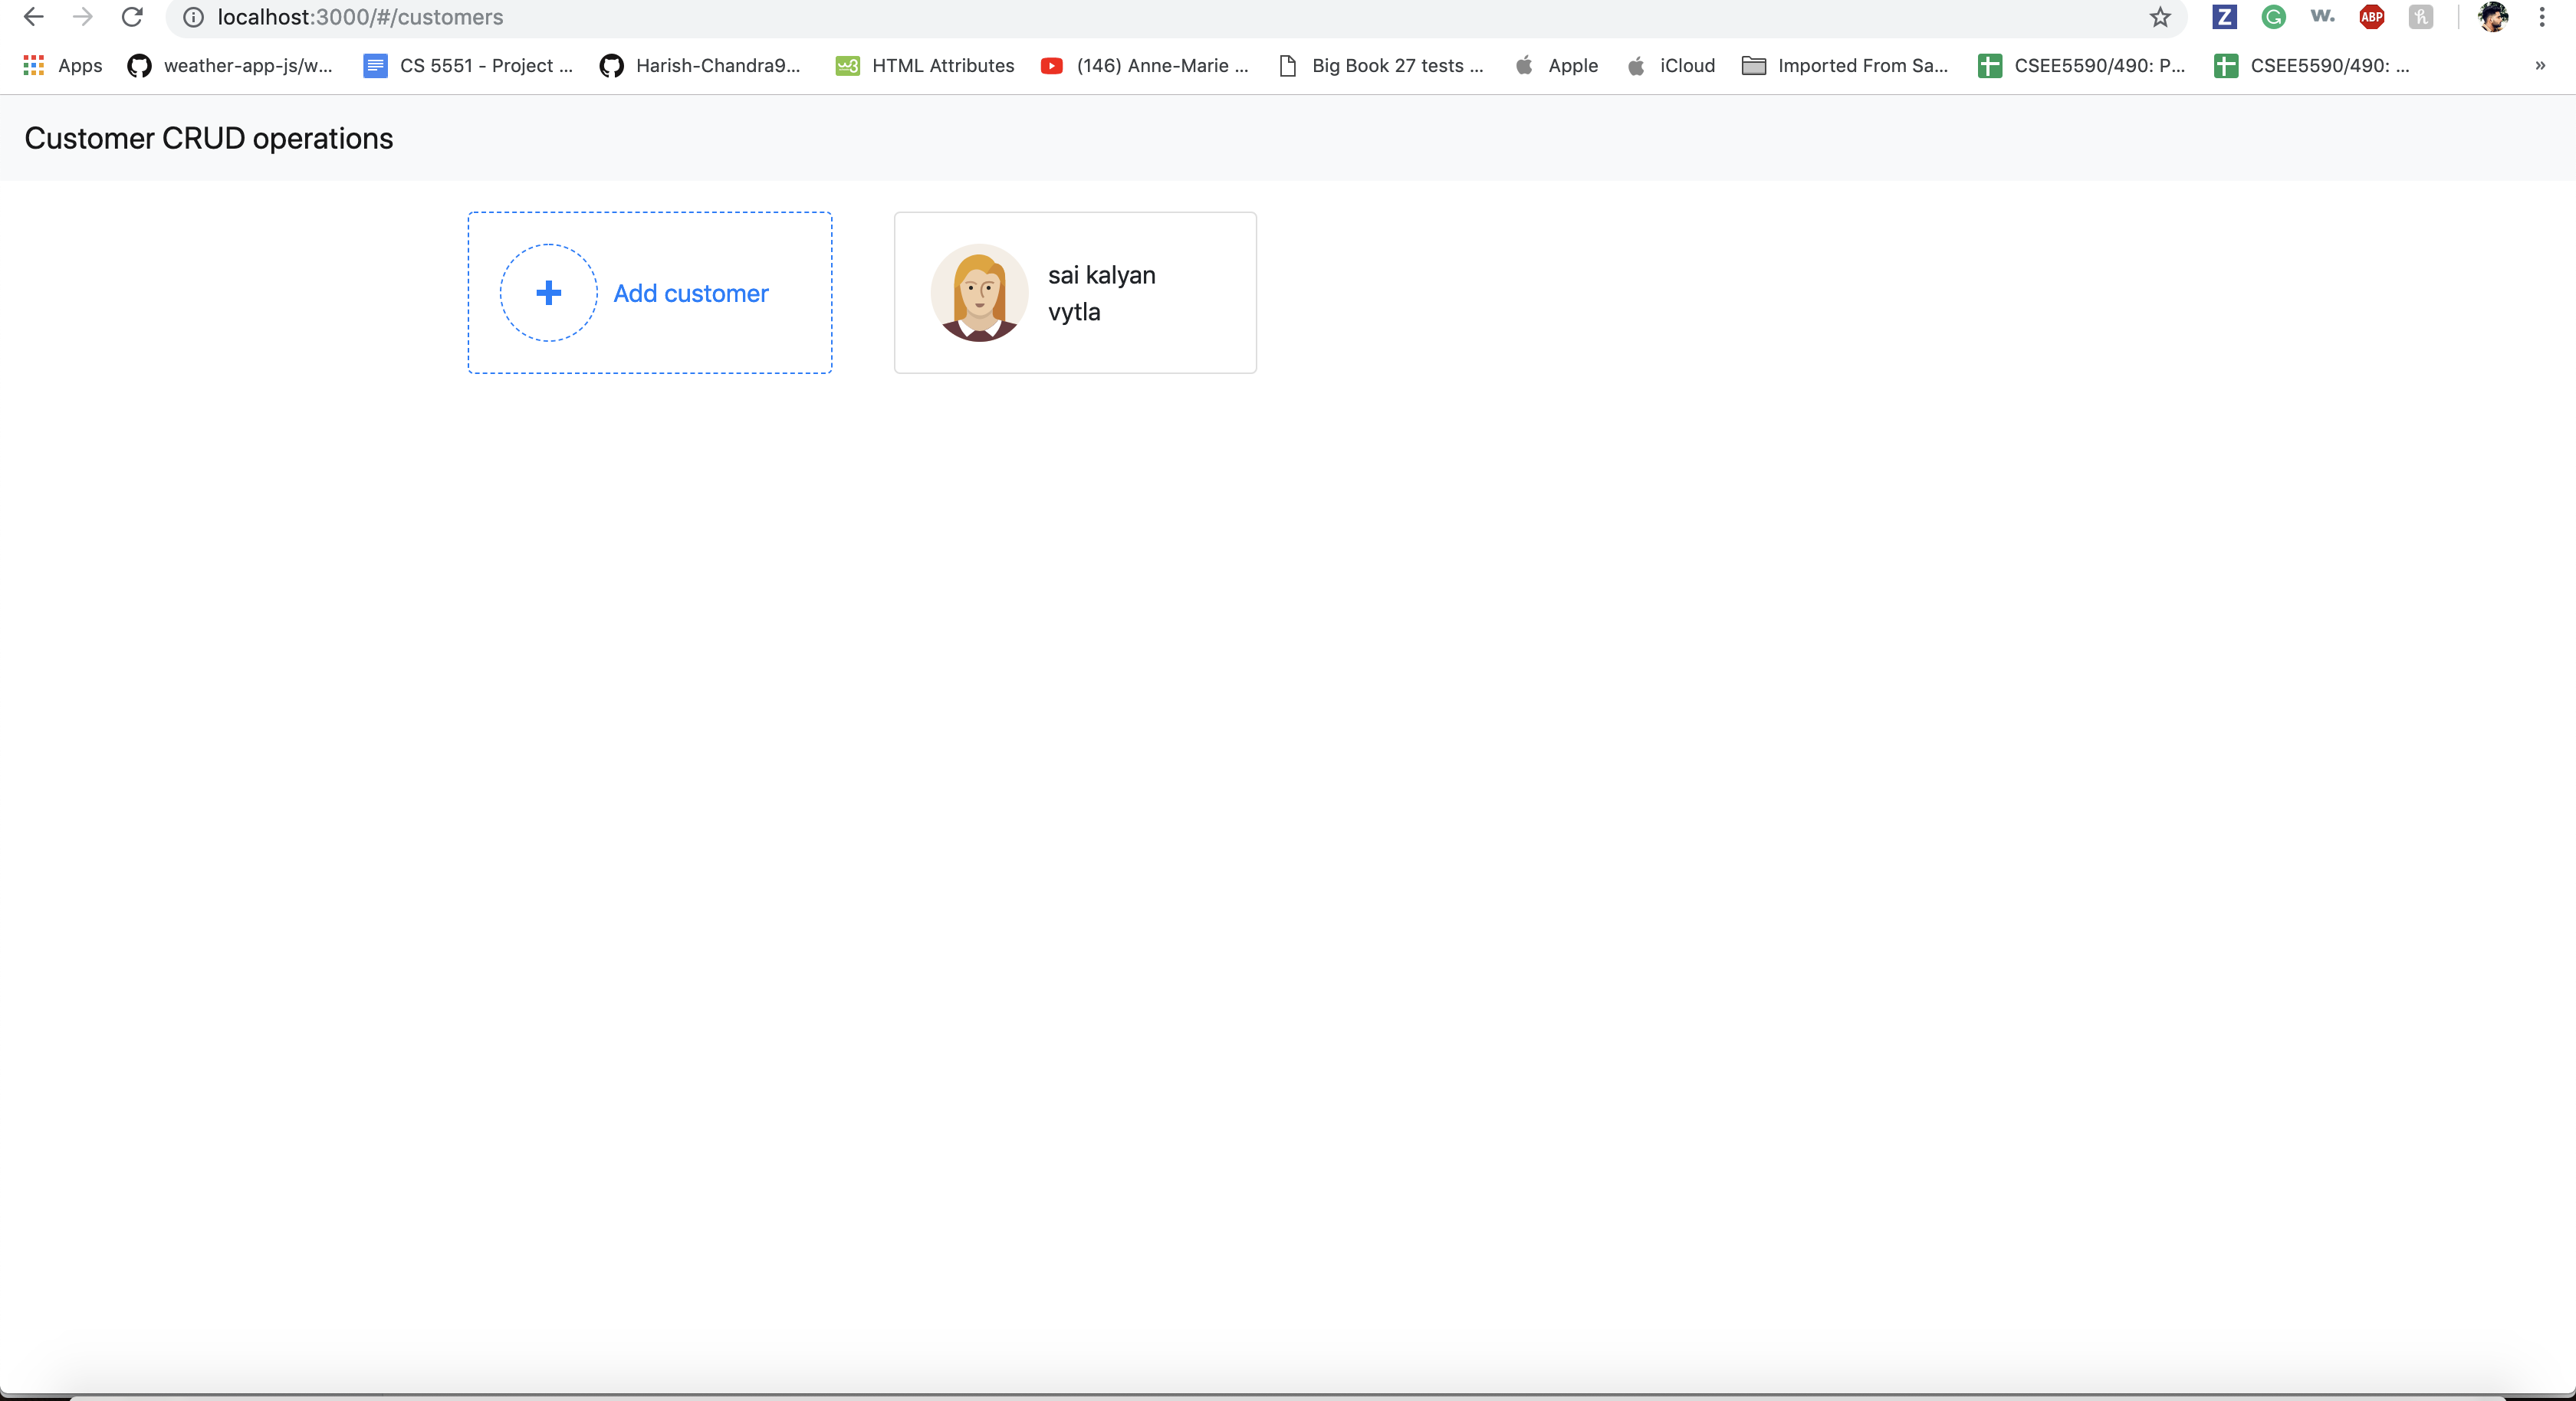 localhost:3000/#/customers
Z G w. ABP h
Apps weather-app-js/w... CS 5551 - Project ... Harish-Chandra9... w3 HTML Attributes (146) Anne-Marie ... Big Book 27 tests ... Apple iCloud Imported From Sa... CSEE5590/490: P... CSEE5590/490: ... »
Customer CRUD operations
Add customer
sai kalyan
vytla